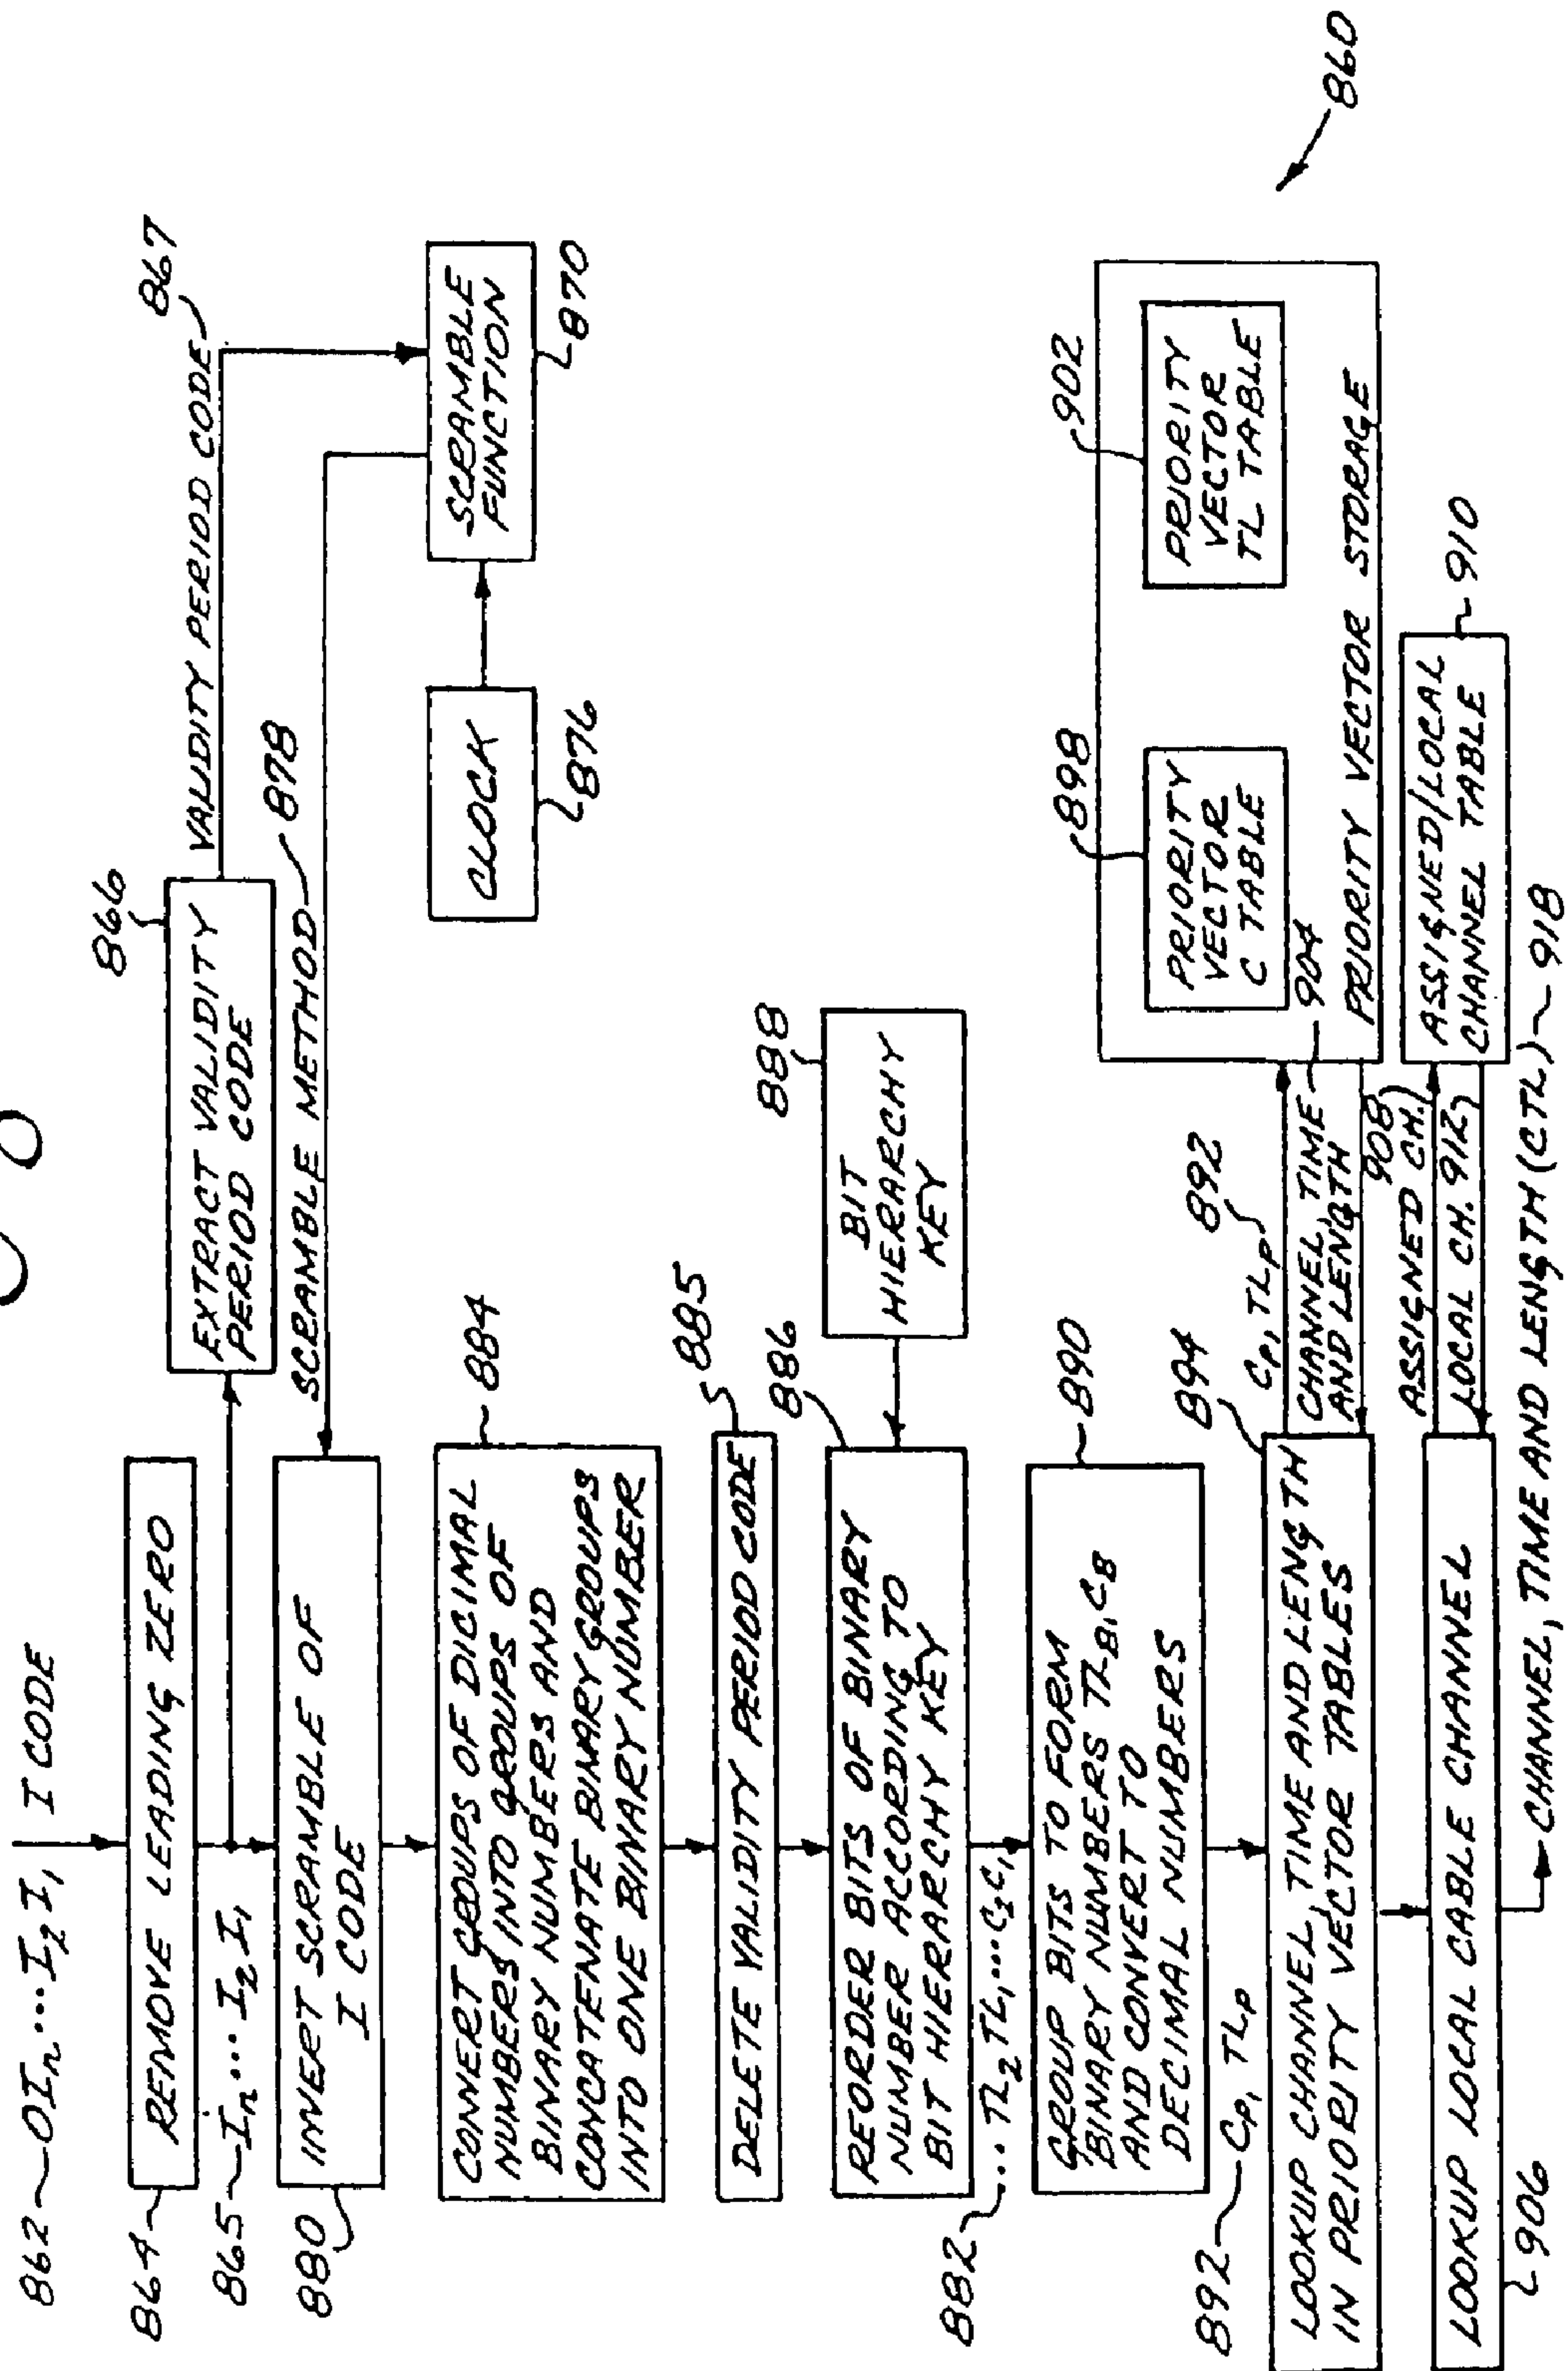 862 ~ OIn...I2 I1 I CODE
864
REMOVE LEADING ZERO
865 ~ In...I2 I1
866
EXTRACT VALIDITY
PERIOD CODE
VALIDITY PERIOD CODE
867
SCRAMBLE METHOD
878
880
INVERT SCRAMBLE OF
I CODE
SCRAMBLE
FUNCTION
870
CLOCK
876
884
CONVERT GROUPS OF DICIMAL
NUMBERS INTO GROUPS OF
BINARY NUMBERS AND
CONCATENATE BINARY GROUPS
INTO ONE BINARY NUMBER
885
DELETE VALIDITY PERIOD CODE
886
REORDER BITS OF BINARY
NUMBER ACCORDING TO
BIT HIERARCHY KEY
888
BIT
HIERARCHY
KEY
882 ...TL2 TL1...C2 C1
890
GROUP BITS TO FORM
BINARY NUMBERS TLB, CB
AND CONVERT TO
DECIMAL NUMBERS
892 Cp, TLp
894
LOOKUP CHANNEL, TIME AND LENGTH
IN PRIORITY VECTOR TABLES
Cp, TLp
892
CHANNEL, TIME
AND LENGTH
904
898
PRIORITY
VECTOR
C TABLE
902
PRIORITY
VECTOR
TL TABLE
PRIORITY VECTOR STORAGE
860
LOOKUP LOCAL CABLE CHANNEL
906
908
ASSIGNED CH.
LOCAL CH. 912
ASSIGNED/LOCAL
CHANNEL TABLE
910
CHANNEL, TIME AND LENGTH (CTL) ~ 918